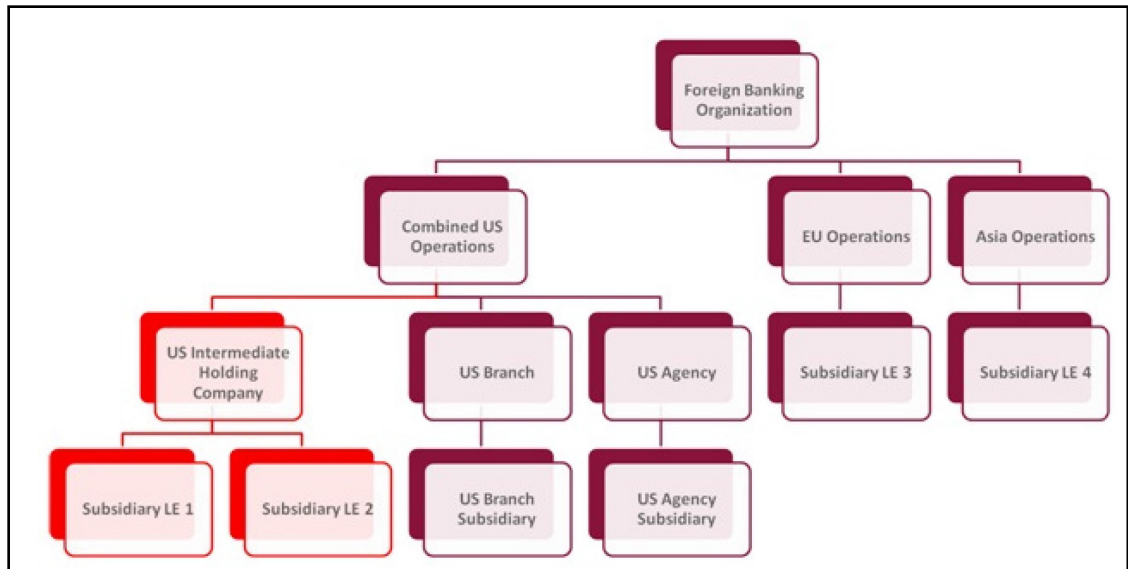 Foreign Banking
Organization
Combined US
Operations
EU Operations
Asia Operations
US Intermediate
Holding
Company
US Branch
US Agency
Subsidiary LE 3
Subsidiary LE 4
Subsidiary LE 1
Subsidiary LE 2
US Branch
Subsidiary
US Agency
Subsidiary